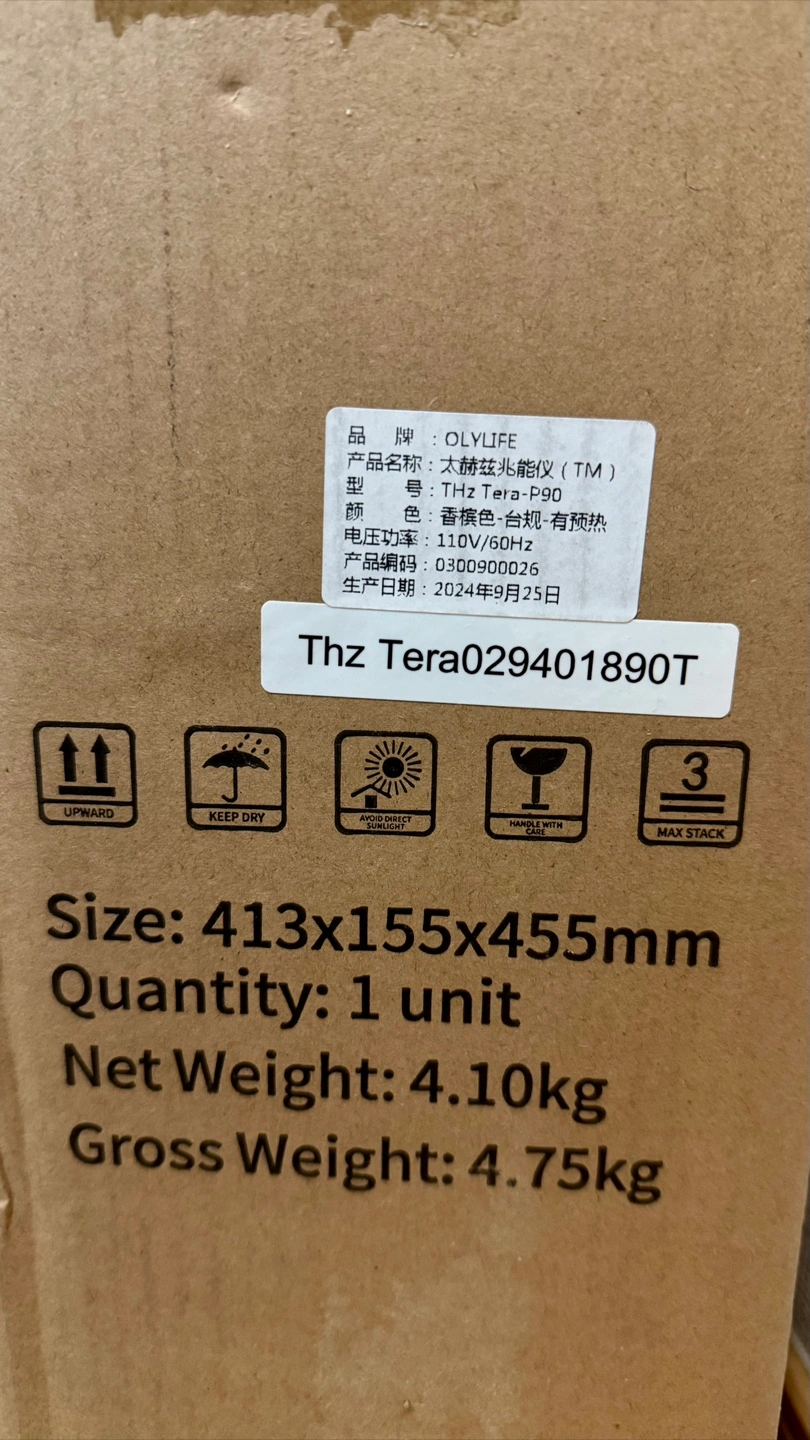 品 牌 ：OLYLIFE
产品名称：太赫兹兆能仪（TM）
型 号：THz Tera-P90
颜 色：香槟色-台规-有预热
电压功率：110V/60Hz
产品编码：0300900026
生产日期：2024年9月25日
Thz Tera029401890T
UPWARD
KEEP DRY
AVOID DIRECT
SUNLIGHT
HANDLE WITH
CARE
3
MAX STACK
Size: 413x155x455mm
Quantity: 1 unit
Net Weight: 4.10kg
Gross Weight: 4.75kg